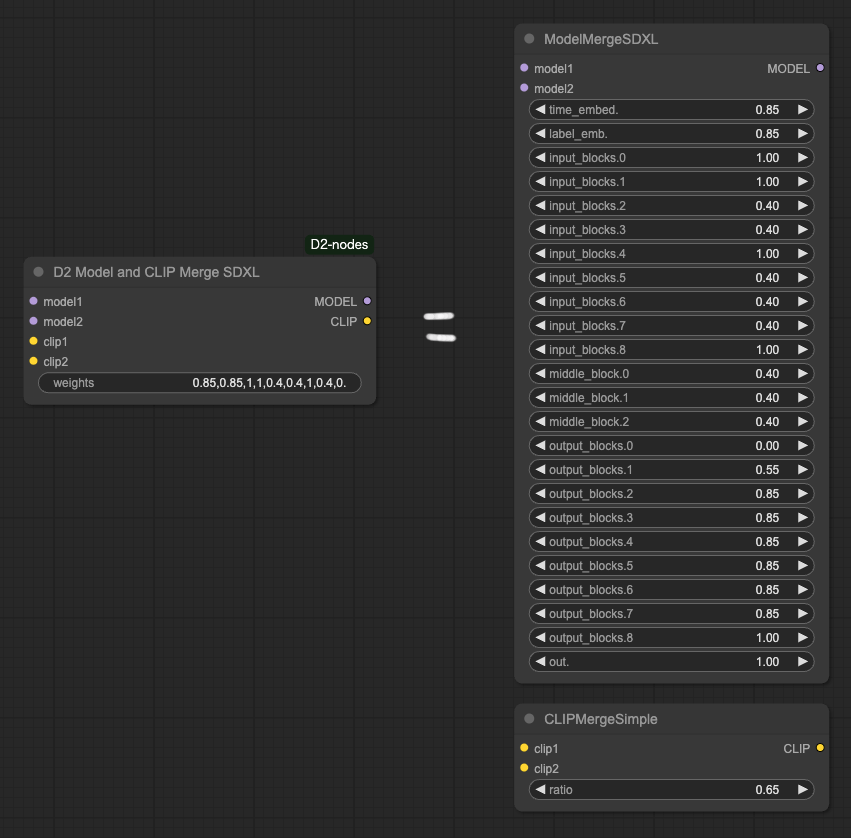 D2-nodes
D2 Model and CLIP Merge SDXL
model1 MODEL
model2 CLIP
clip1
clip2
weights 0.85,0.85,1,1,0.4,0.4,1,0.4,0.
ModelMergeSDXL
model1 MODEL
model2
time_embed. 0.85
label_emb. 0.85
input_blocks.0 1.00
input_blocks.1 1.00
input_blocks.2 0.40
input_blocks.3 0.40
input_blocks.4 1.00
input_blocks.5 0.40
input_blocks.6 0.40
input_blocks.7 0.40
input_blocks.8 1.00
middle_block.0 0.40
middle_block.1 0.40
middle_block.2 0.40
output_blocks.0 0.00
output_blocks.1 0.55
output_blocks.2 0.85
output_blocks.3 0.85
output_blocks.4 0.85
output_blocks.5 0.85
output_blocks.6 0.85
output_blocks.7 0.85
output_blocks.8 1.00
out. 1.00
CLIPMergeSimple
clip1 CLIP
clip2
ratio 0.65